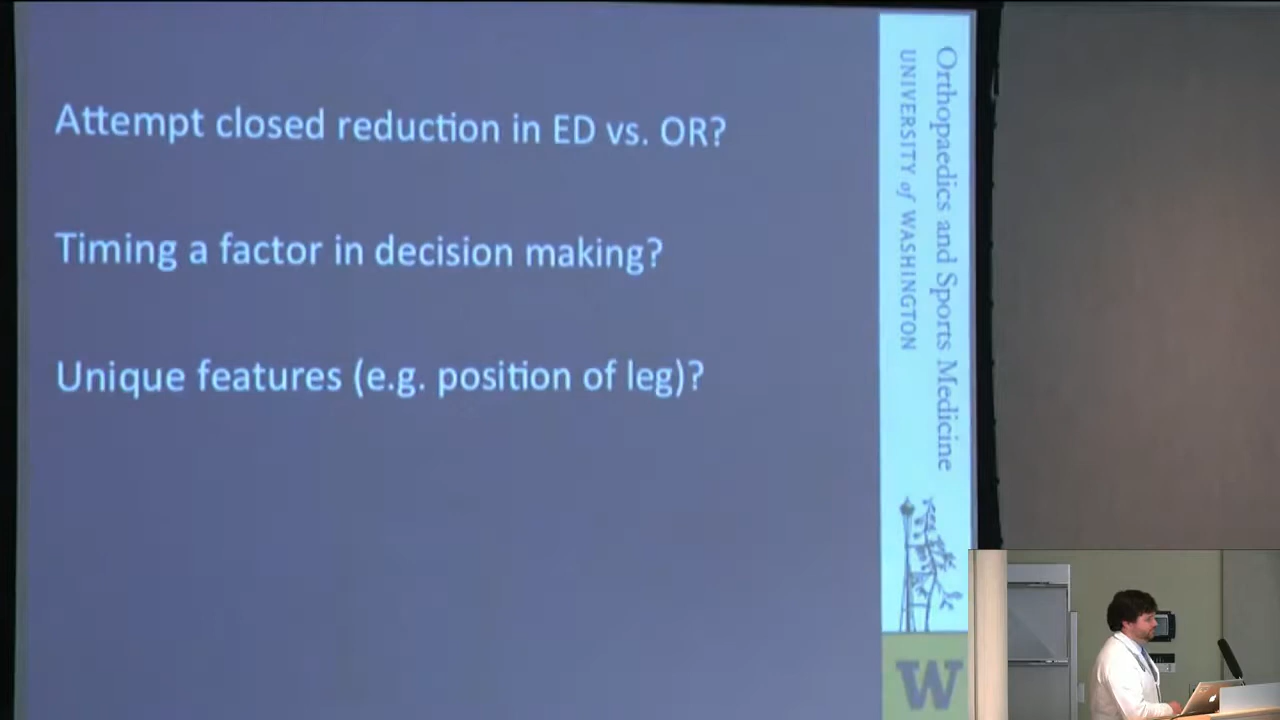 Attempt closed reduction in ED vs. OR?
Timing a factor in decision making?
Unique features (e.g. position of leg)?
Orthopaedics and Sports Medicine
UNIVERSITY of WASHINGTON
W